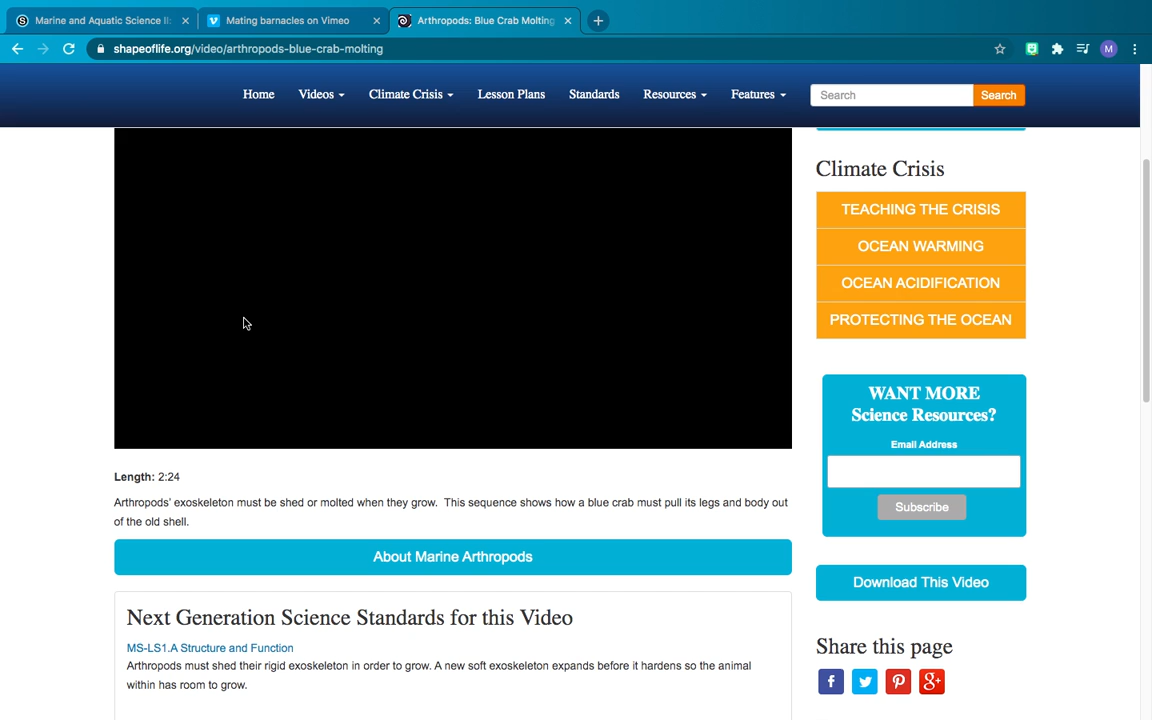 Marine and Aquatic Science II:
Mating barnacles on Vimeo
Arthropods: Blue Crab Molting
shapeoflife.org/video/arthropods-blue-crab-molting
M
Home Videos Climate Crisis Lesson Plans Standards Resources Features Search Search
Climate Crisis
TEACHING THE CRISIS
OCEAN WARMING
OCEAN ACIDIFICATION
PROTECTING THE OCEAN
WANT MORE
Science Resources?
Email Address
Subscribe
Length: 2:24
Arthropods' exoskeleton must be shed or molted when they grow. This sequence shows how a blue crab must pull its legs and body out
of the old shell.
About Marine Arthropods
Download This Video
Next Generation Science Standards for this Video
MS-LS1.A Structure and Function
Arthropods must shed their rigid exoskeleton in order to grow. A new soft exoskeleton expands before it hardens so the animal
within has room to grow.
Share this page